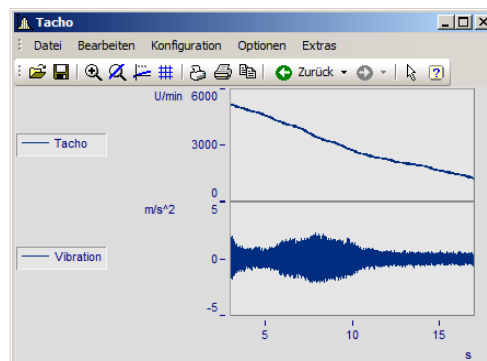 Tacho
Datei Bearbeiten Konfiguration Optionen Extras
Zurück
U/min 6000
Tacho
3000
0
m/s^2 5
Vibration
0
-5
5 10 15
s